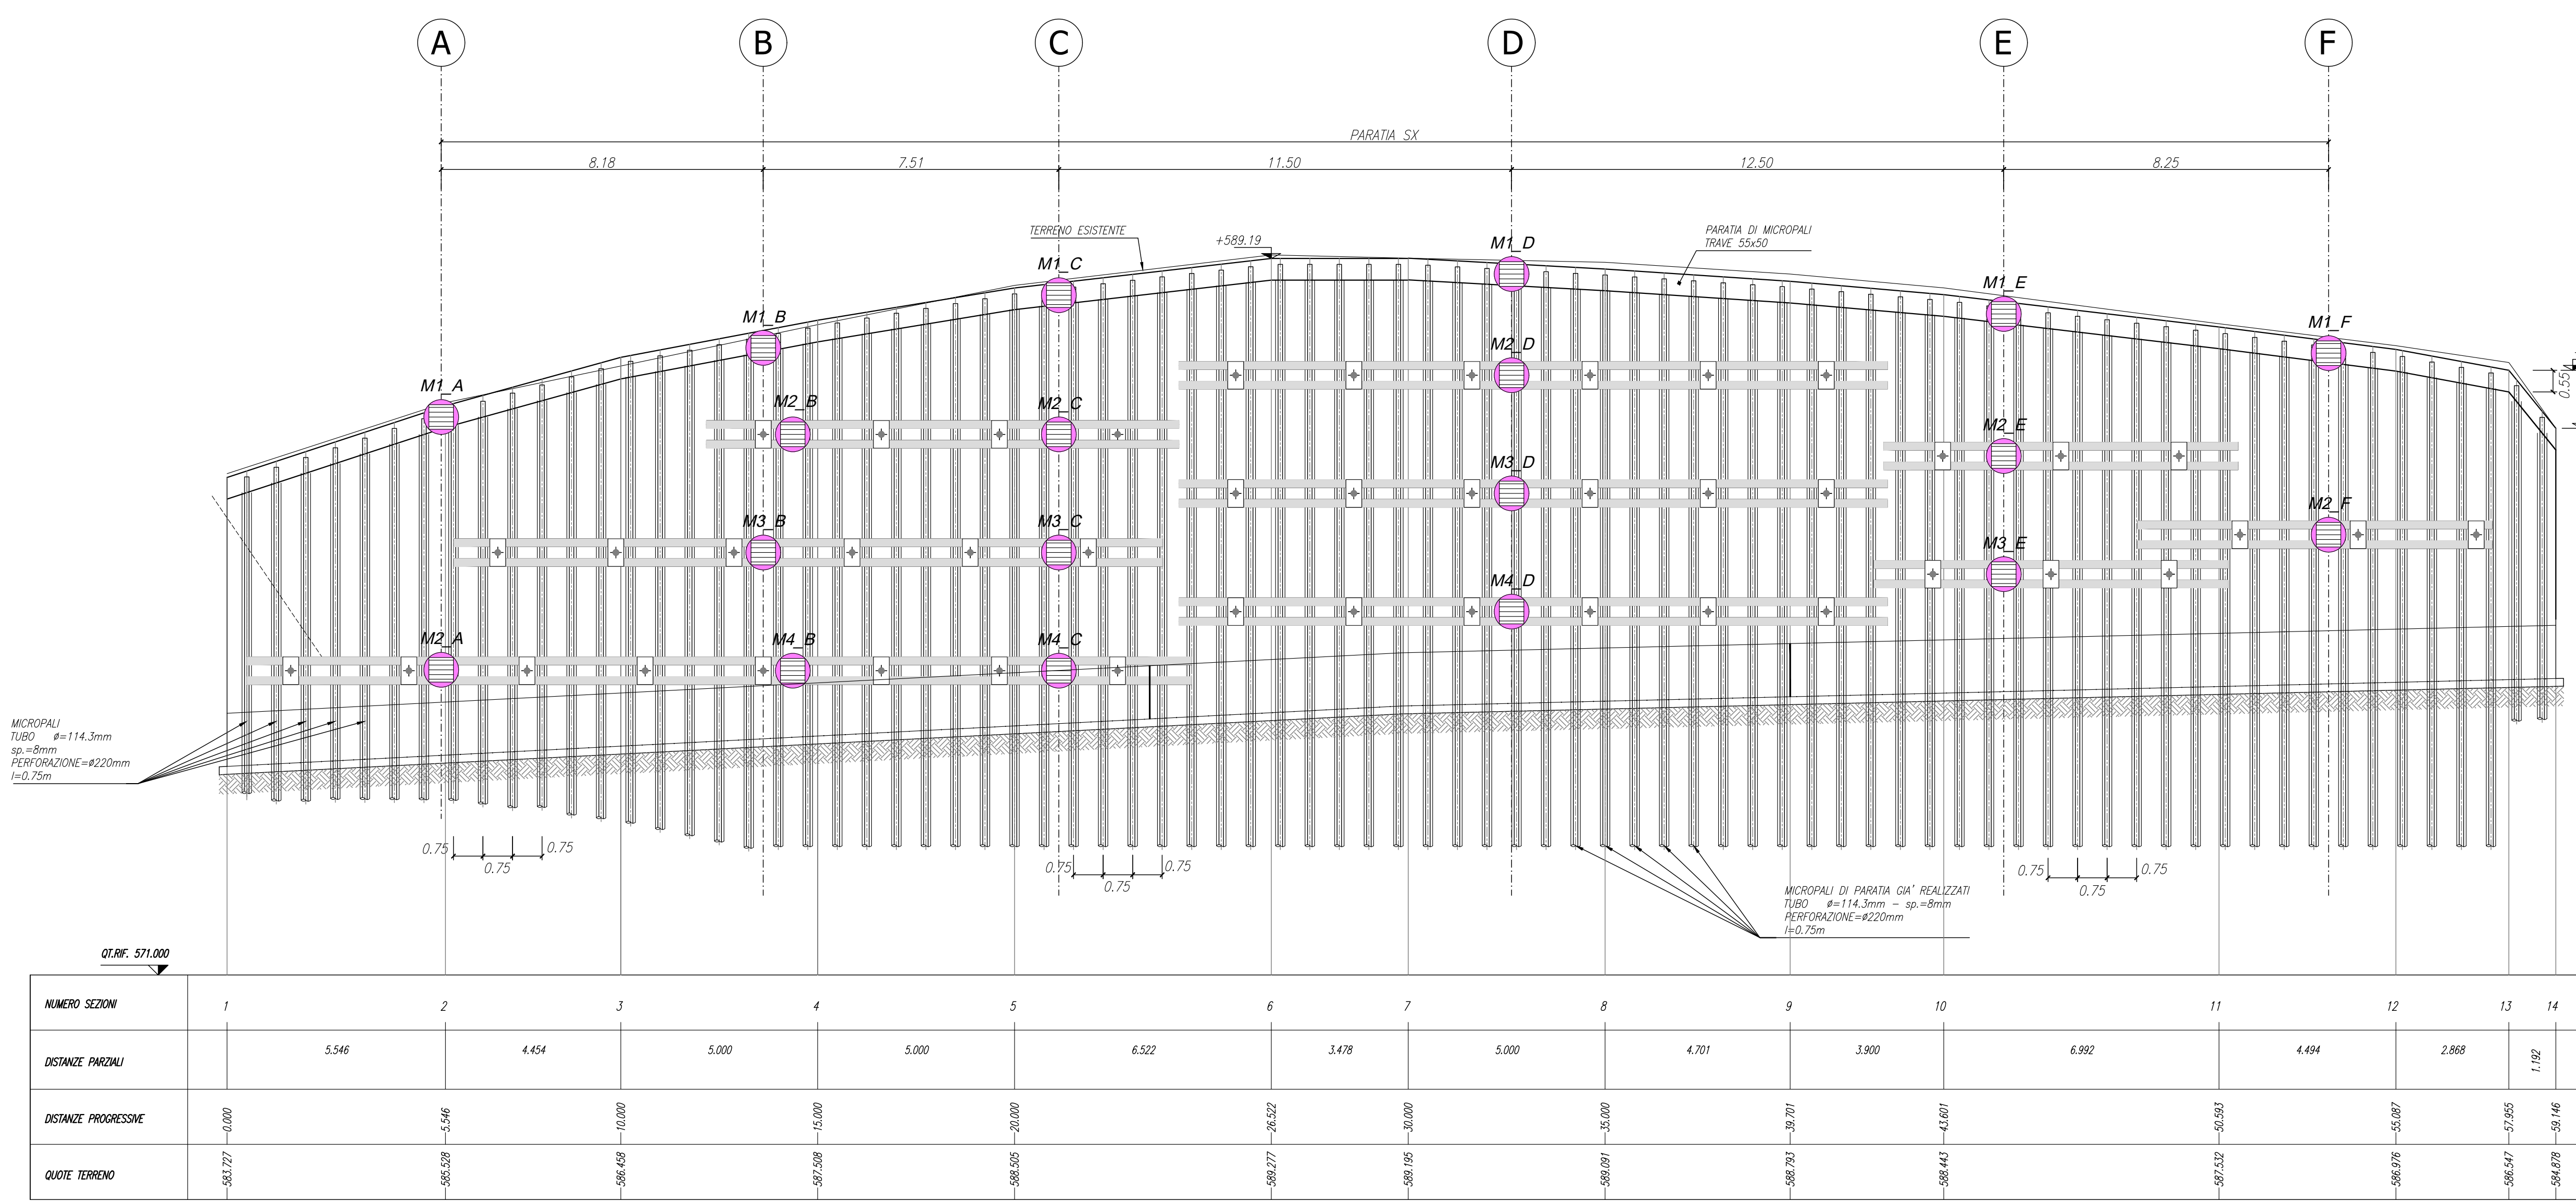 A B C D E F
PARATIA SX
8.18 7.51 11.50 12.50 8.25
TERRENO ESISTENTE
+589.19
PARATIA DI MICROPALI
TRAVE 55x50
M1_D
M1_C
M1_E
M1_B
M1_F
M2_D
M1_A
M2_B
M2_C
M2_E
M3_D
M2_F
M3_B
M3_C
M3_E
M4_D
M2_A
M4_B
M4_C
0.55
MICROPALI
TUBO ø=114.3mm
sp.=8mm
PERFORAZIONE=ø220mm
l=0.75m
0.75 0.75 0.75
0.75 0.75 0.75
0.75 0.75 0.75
MICROPALI DI PARATIA GIA' REALIZZATI
TUBO ø=114.3mm - sp.=8mm
PERFORAZIONE=ø220mm
l=0.75m
QT.RIF. 571.000
NUMERO SEZIONI 1 2 3 4 5 6 7 8 9 10 11 12 13 14
DISTANZE PARZIALI 5.546 4.454 5.000 5.000 6.522 3.478 5.000 4.701 3.900 6.992 4.494 2.868 1.192
DISTANZE PROGRESSIVE 0.000 5.546 10.000 15.000 20.000 26.522 30.000 35.000 39.701 43.601 50.593 55.087 57.955 59.146
QUOTE TERRENO 583.727 585.528 586.458 587.508 588.505 589.277 589.195 589.091 588.793 588.443 587.532 586.976 586.547 584.878